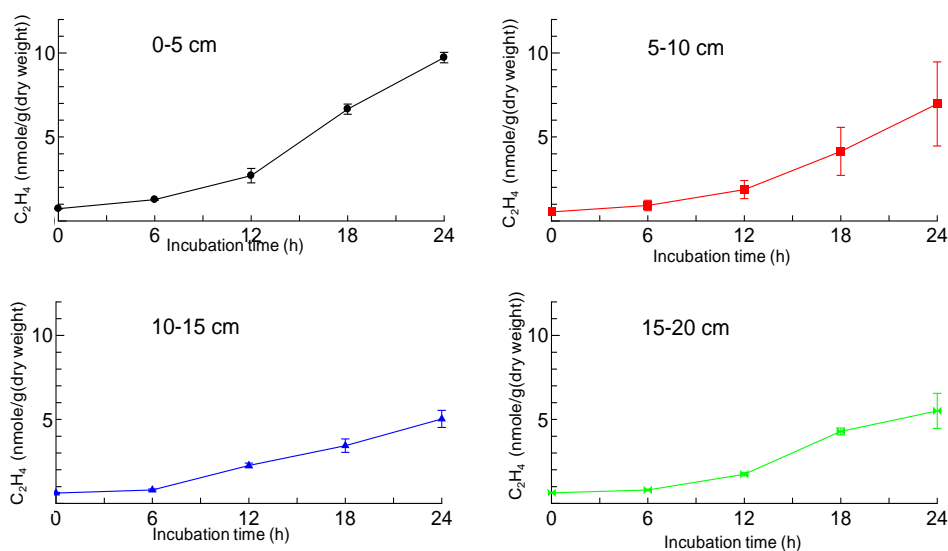 C₂H₄ (nmole/g(dry weight))
0-5 cm
10
5
0 6 12 18 24
Incubation time (h)
C₂H₄ (nmole/g(dry weight))
5-10 cm
10
5
0 6 12 18 24
Incubation time (h)
C₂H₄ (nmole/g(dry weight))
10-15 cm
10
5
0 6 12 18 24
Incubation time (h)
C₂H₄ (nmole/g(dry weight))
15-20 cm
10
5
0 6 12 18 24
Incubation time (h)